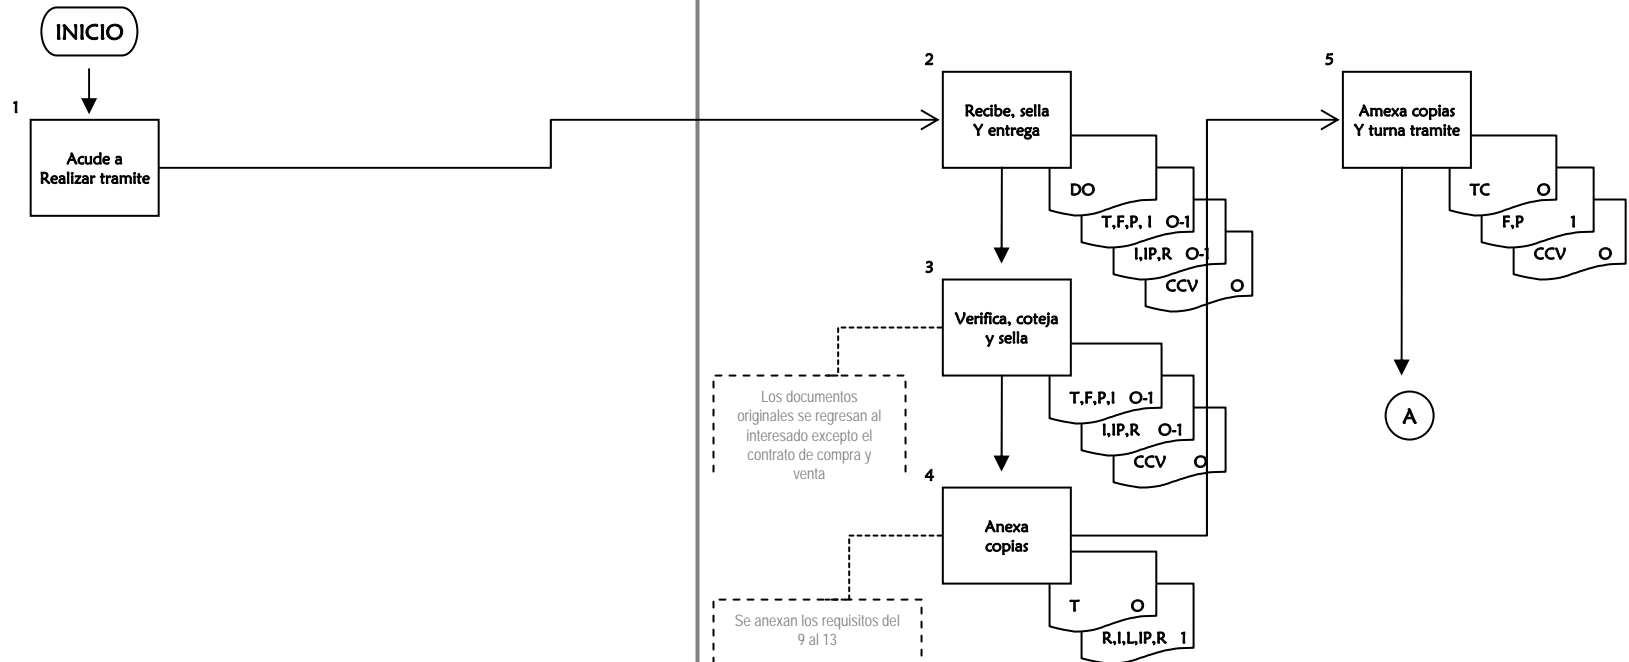 INICIO
1
Acude a
Realizar tramite
2
Recibe, sella
Y entrega
DO
T,F,P, I O-1
I,IP,R O-1
CCV O
3
Verifica, coteja
y sella
T,F,P,I O-1
I,IP,R O-1
CCV O
Los documentos
originales se regresan al
interesado excepto el
contrato de compra y
venta
4
Anexa
copias
T O
R,I,L,IP,R 1
Se anexan los requisitos del
9 al 13
5
Amexa copias
Y turna tramite
TC O
F,P 1
CCV O
A